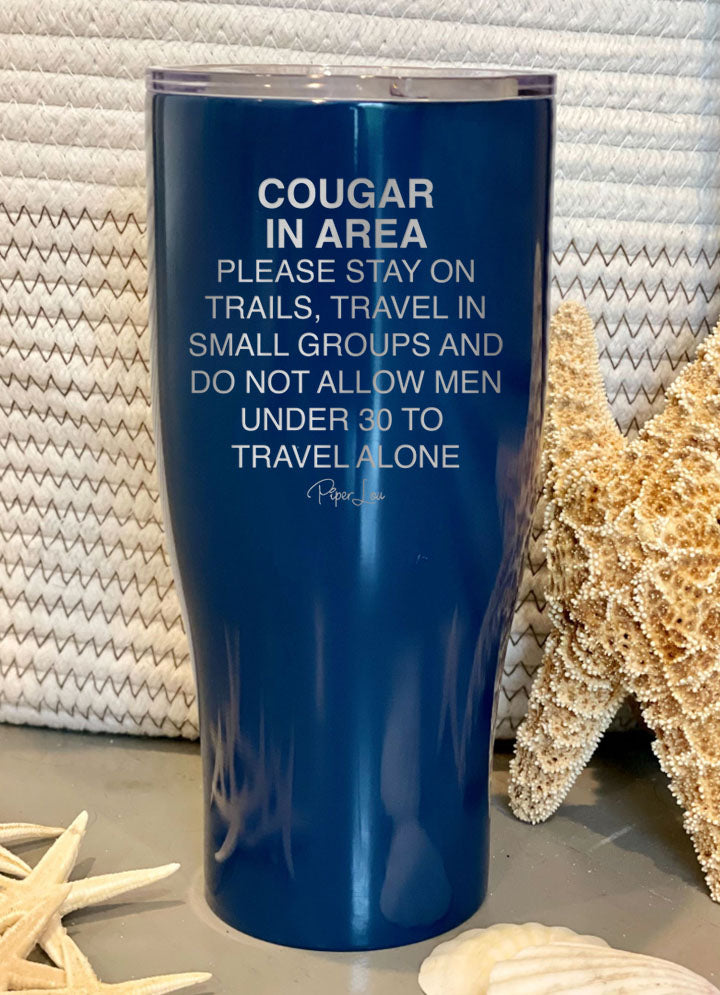 COUGAR
IN AREA
PLEASE STAY ON
TRAILS, TRAVEL IN
SMALL GROUPS AND
DO NOT ALLOW MEN
UNDER 30 TO
TRAVEL ALONE
Piper Lou